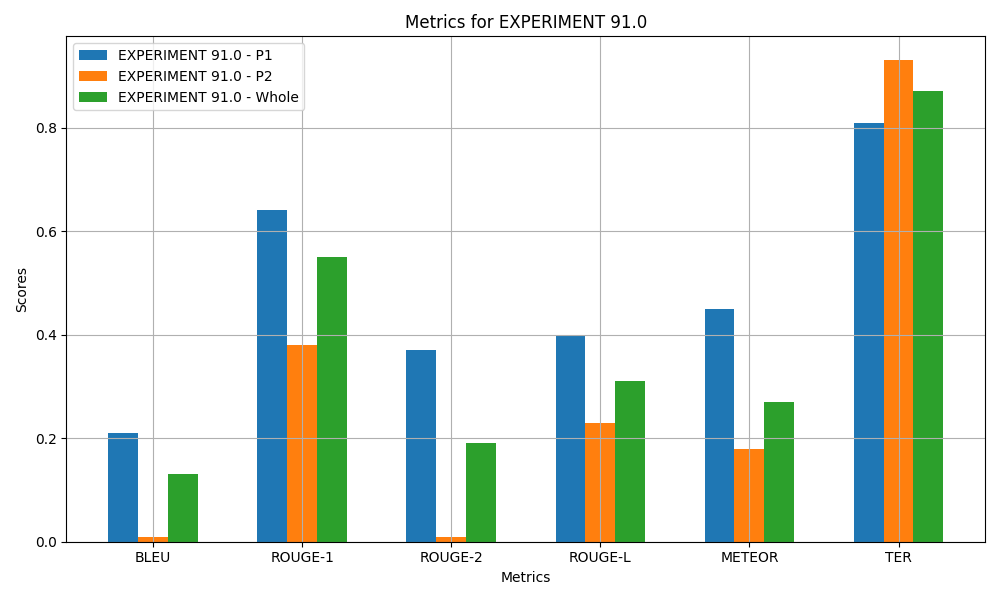 Metrics for EXPERIMENT 91.0
EXPERIMENT 91.0 - P1
EXPERIMENT 91.0 - P2
EXPERIMENT 91.0 - Whole
0.8
0.6
0.4
0.2
0.0
Scores
BLEU ROUGE-1 ROUGE-2 ROUGE-L METEOR TER
Metrics